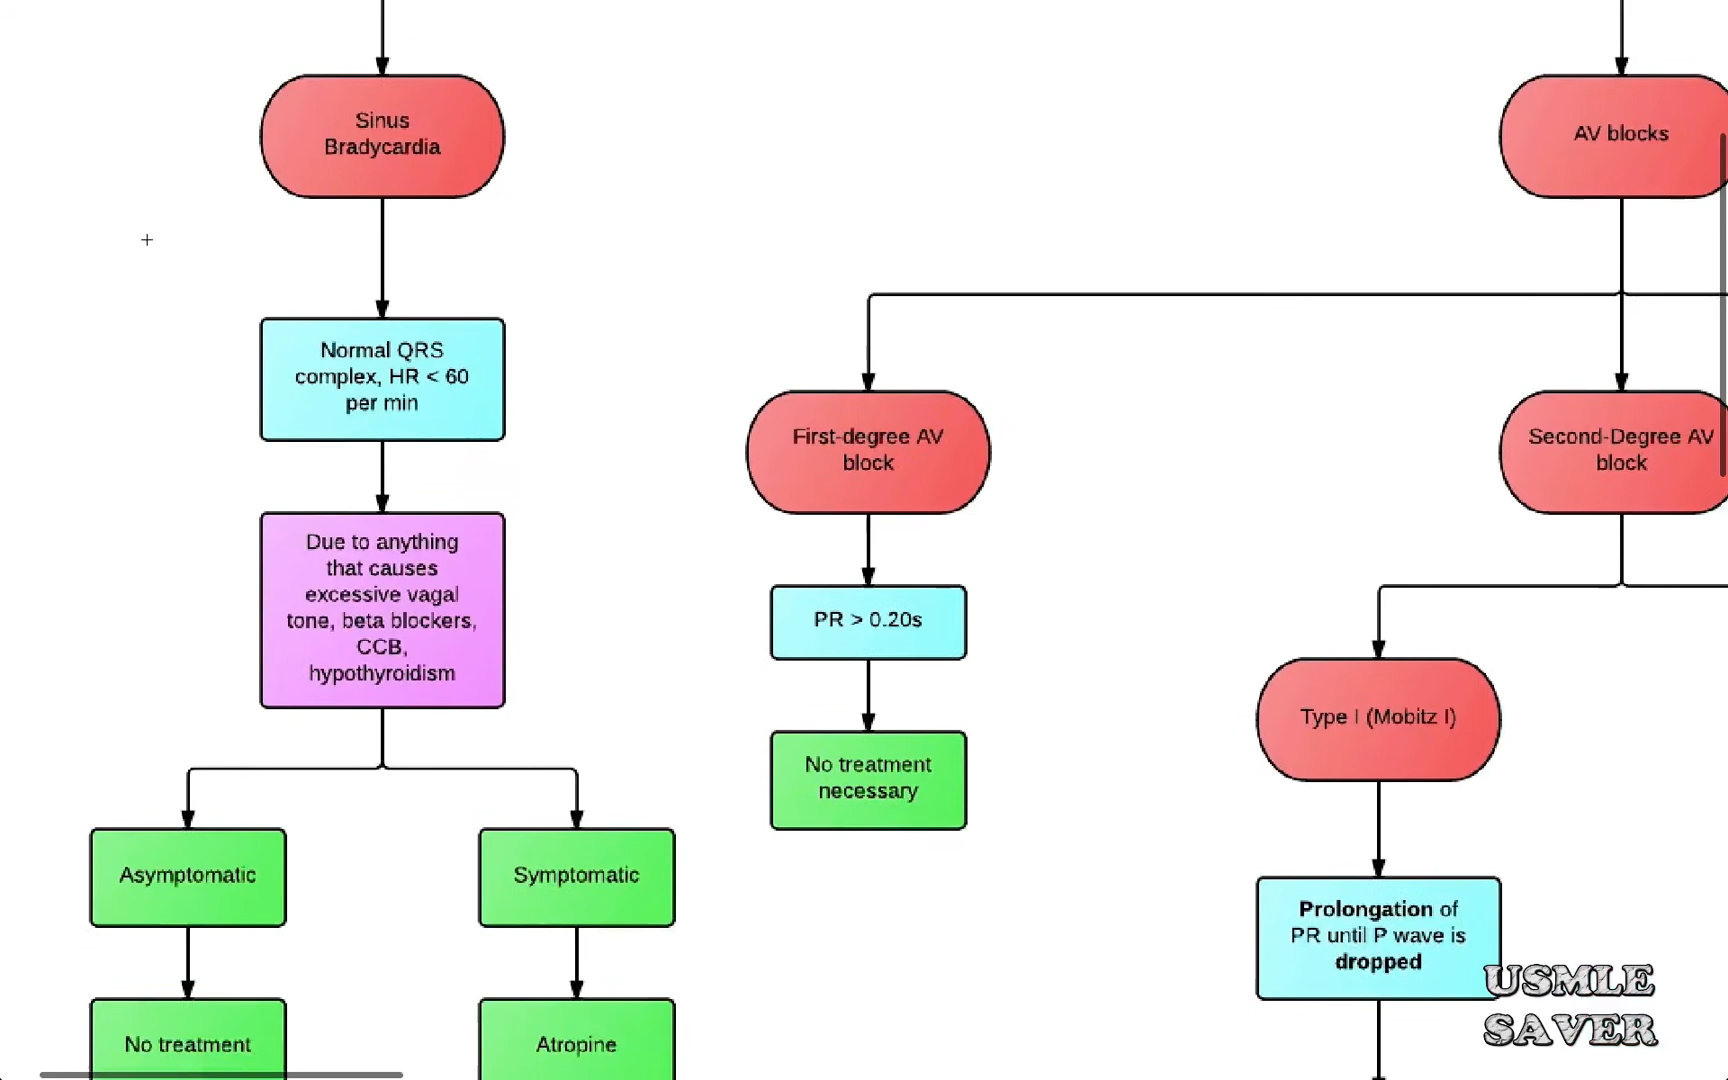 Sinus
Bradycardia
AV blocks
Normal QRS
complex, HR < 60
per min
First-degree AV
block
Second-Degree AV
block
Due to anything
that causes
excessive vagal
tone, beta blockers,
CCB,
hypothyroidism
PR > 0.20s
Type I (Mobitz I)
No treatment
necessary
Asymptomatic
Symptomatic
Prolongation of
PR until P wave is
dropped
No treatment
Atropine
USMLE
SAVER